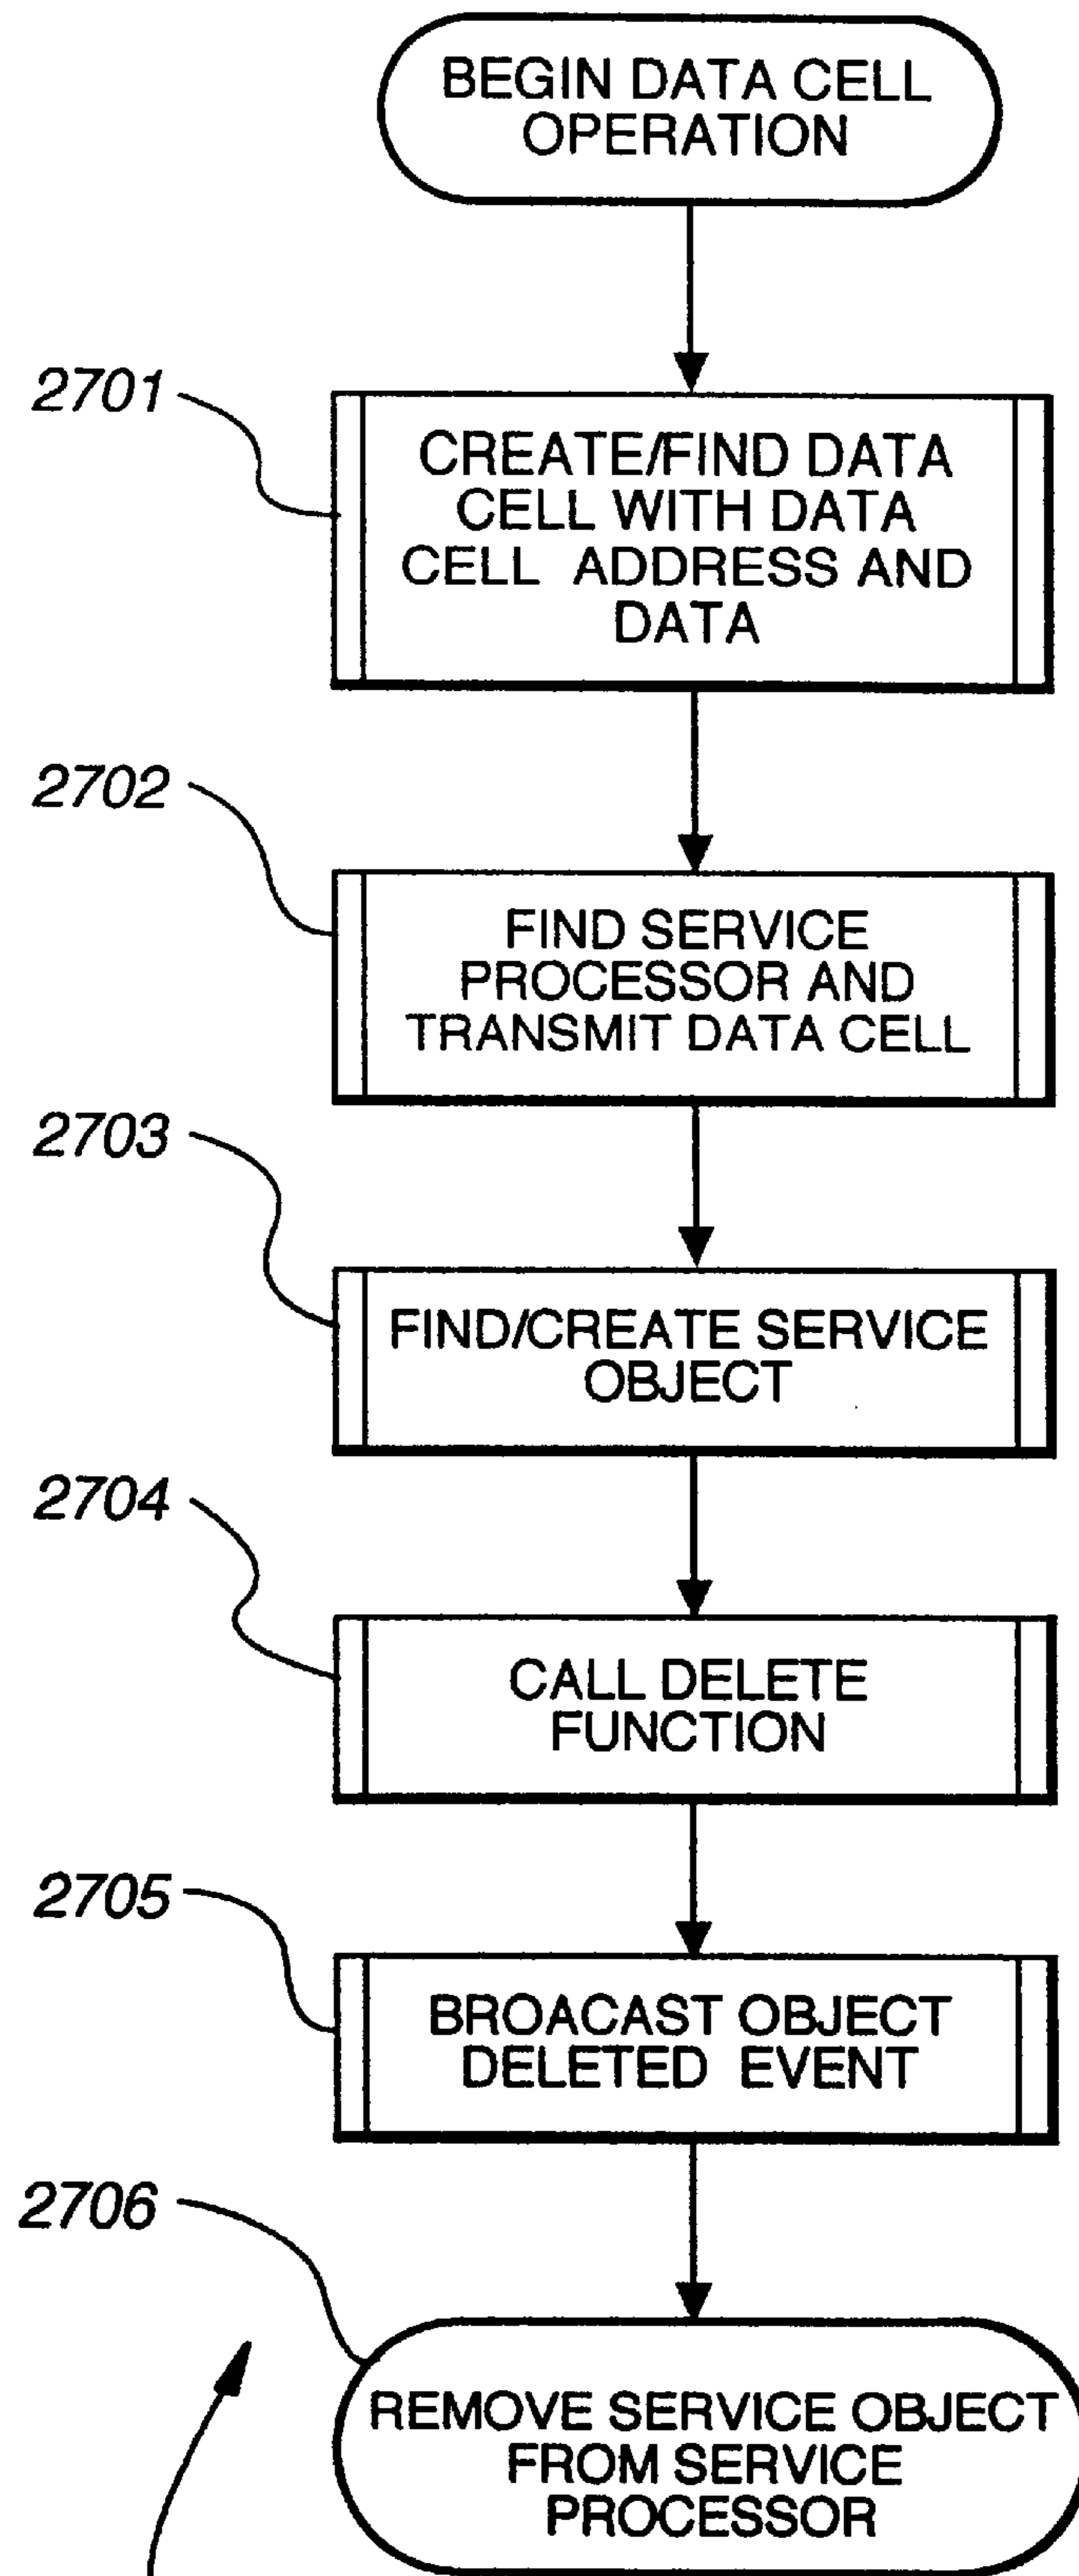 BEGIN DATA CELL
OPERATION
2701
CREATE/FIND DATA
CELL WITH DATA
CELL ADDRESS AND
DATA
2702
FIND SERVICE
PROCESSOR AND
TRANSMIT DATA CELL
2703
FIND/CREATE SERVICE
OBJECT
2704
CALL DELETE
FUNCTION
2705
BROACAST OBJECT
DELETED EVENT
2706
REMOVE SERVICE OBJECT
FROM SERVICE
PROCESSOR